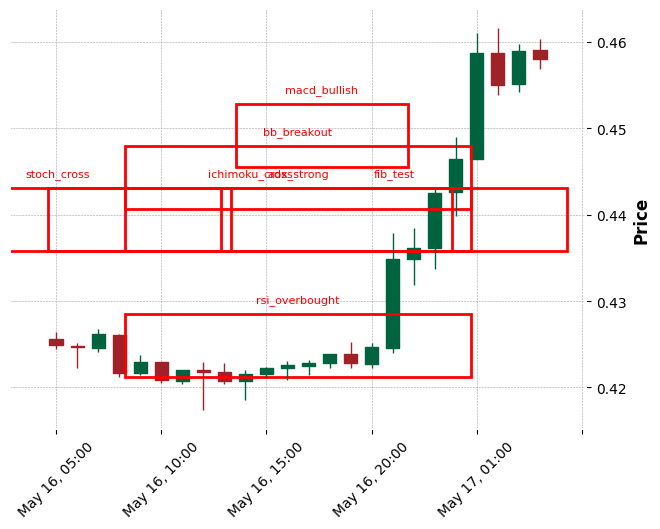 macd_bullish
bb_breakout
stoch_cross
adx_strong
fib_test
rsi_overbought
0.46
0.45
0.44
0.43
0.42
Price
May 16, 05:00
May 16, 10:00
May 16, 15:00
May 16, 20:00
May 17, 01:00